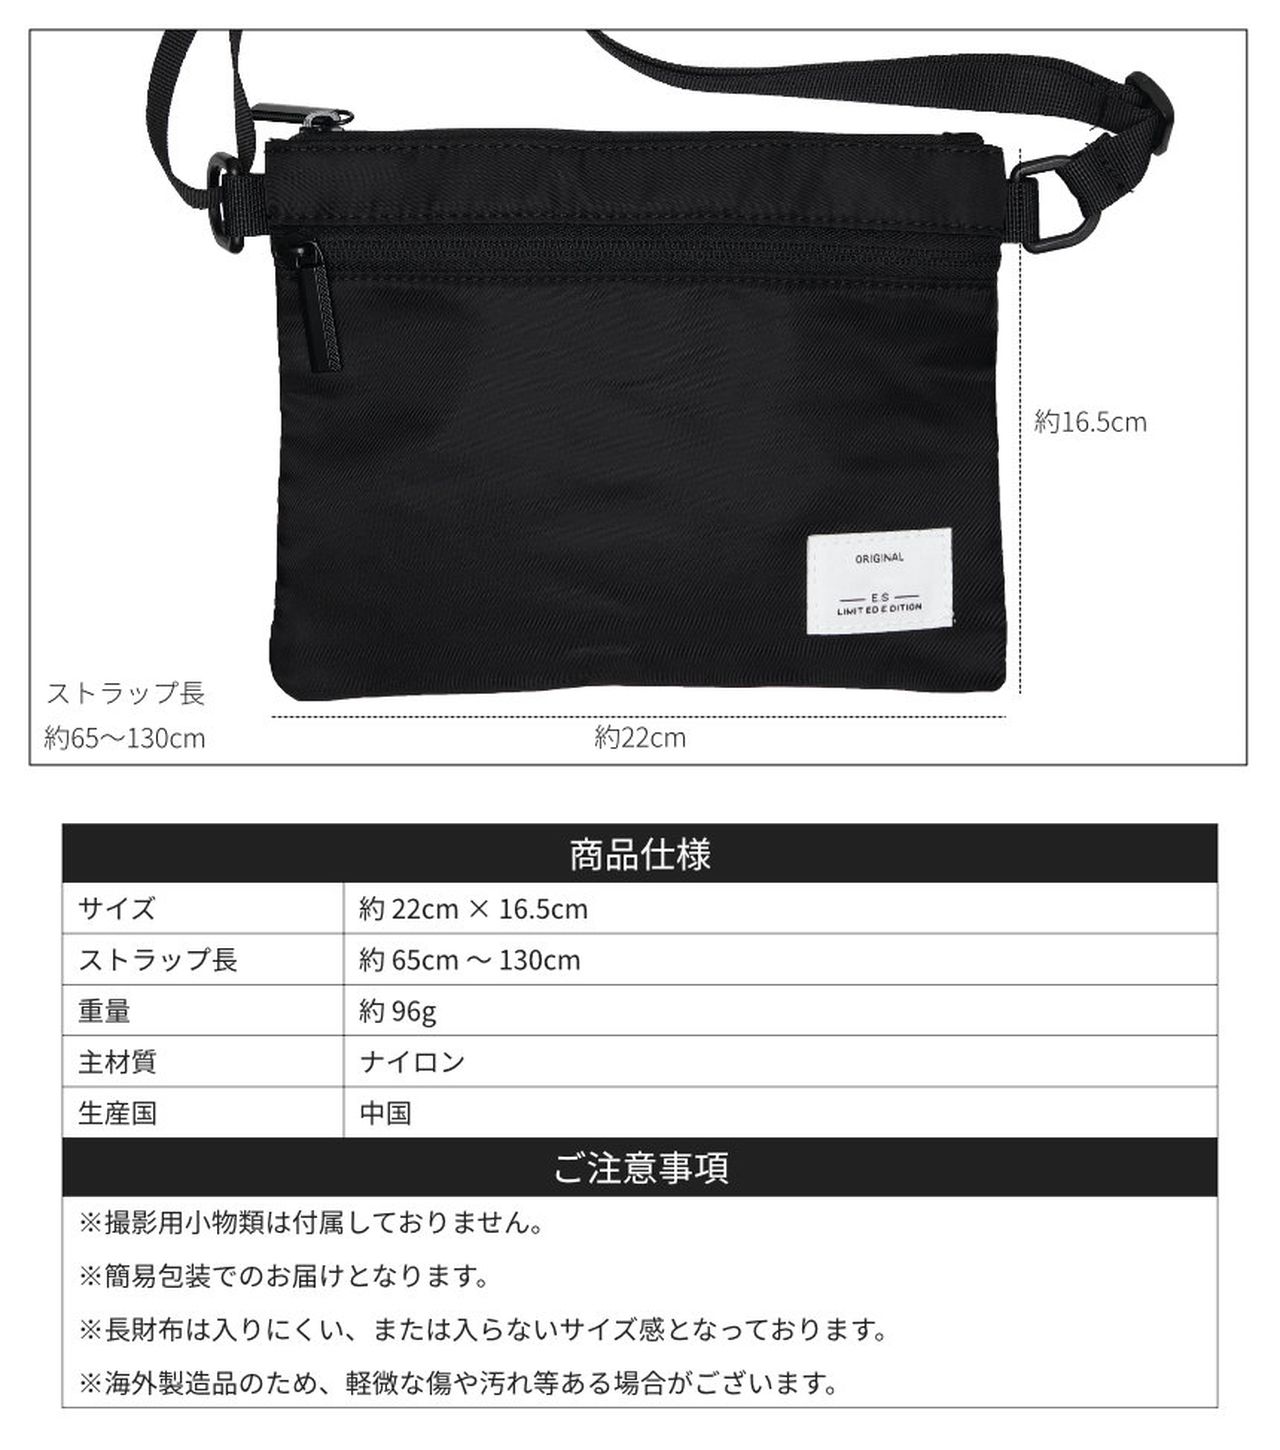 約16.5cm
ORIGINAL
E.S
LIMITED EDITION
ストラップ長
約65～130cm
約22cm
商品仕様
サイズ 約 22cm × 16.5cm
ストラップ長 約 65cm ～ 130cm
重量 約 96g
主材質 ナイロン
生産国 中国
ご注意事項
※撮影用小物類は付属しておりません。
※簡易包装でのお届けとなります。
※長財布は入りにくい、または入らないサイズ感となっております。
※海外製造品のため、軽微な傷や汚れ等ある場合がございます。